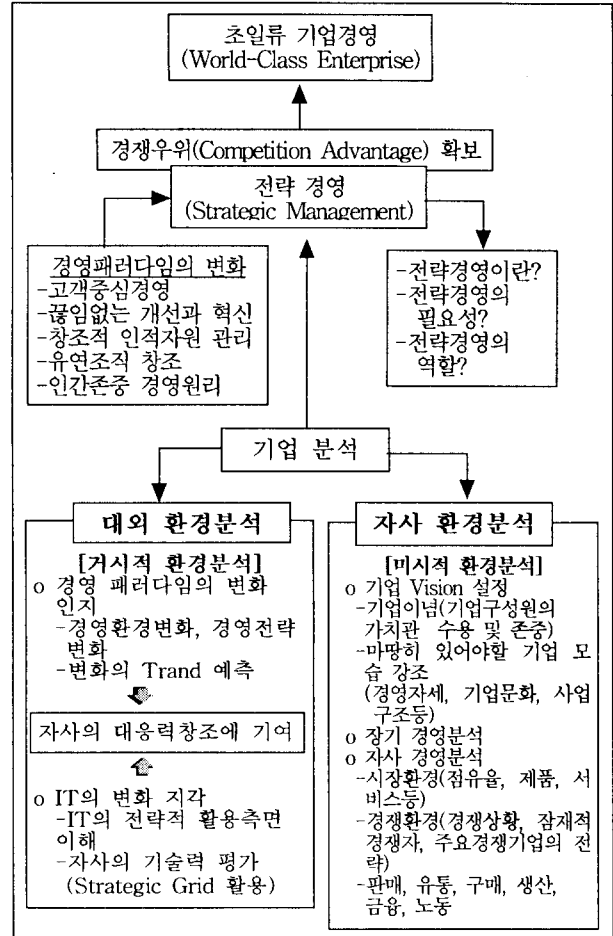 초일류 기업경영
(World-Class Enterprise)
경쟁우위(Competition Advantage) 확보
전략 경영
(Strategic Management)
경영패러다임의 변화
-고객중심경영
-끊임없는 개선과 혁신
-창조적 인적자원 관리
-유연조직 창조
-인간존중 경영원리
-전략경영이란?
-전략경영의
필요성?
-전략경영의
역할?
기업 분석
대외 환경분석
[거시적 환경분석]
o 경영 패러다임의 변화
인지
-경영환경변화, 경영전략
변화
-변화의 Trand 예측
자사의 대응력창조에 기여
o IT의 변화 지각
-IT의 전략적 활용측면
이해
-자사의 기술력 평가
(Strategic Grid 활용)
자사 환경분석
[미시적 환경분석]
o 기업 Vision 설정
-기업이념(기업구성원의
가치관 수용 및 존중)
-마땅히 있어야할 기업 모
습 강조
(경영자세, 기업문화, 사업
구조등)
o 장기 경영분석
o 자사 경영분석
-시장환경(점유율, 제품, 서
비스등)
-경쟁환경(경쟁상황, 잠재적
경쟁자, 주요경쟁기업의 전
략)
-판매, 유통, 구매, 생산,
금융, 노동